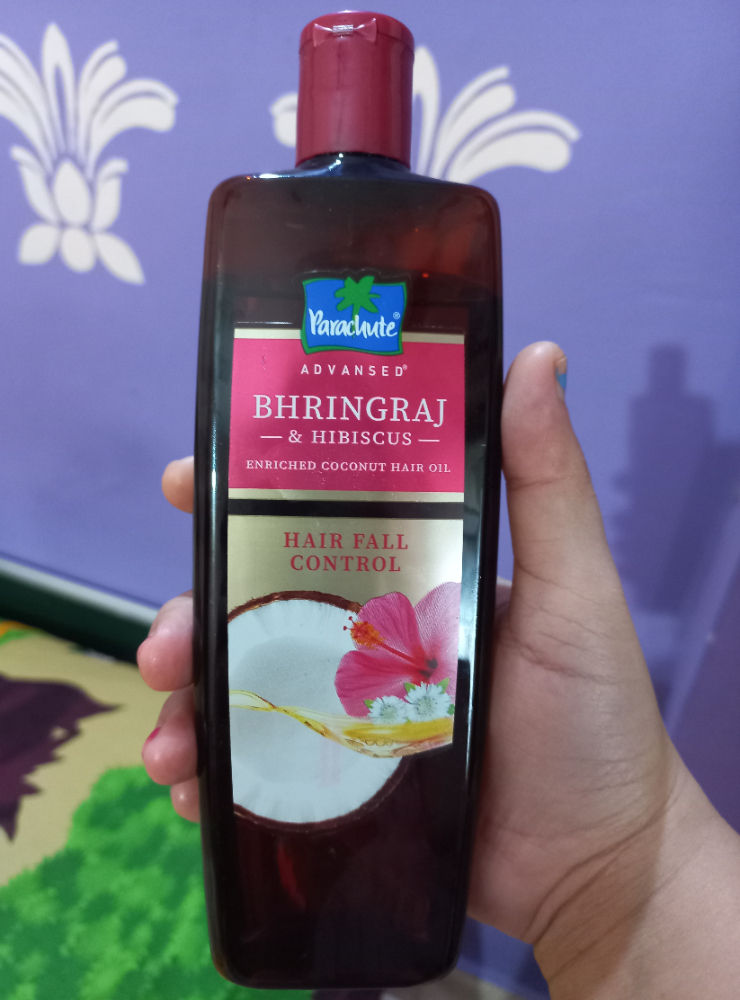 Parachute®
ADVANSED®
BHRINGRAJ
— & HIBISCUS —
ENRICHED COCONUT HAIR OIL
HAIR FALL
CONTROL